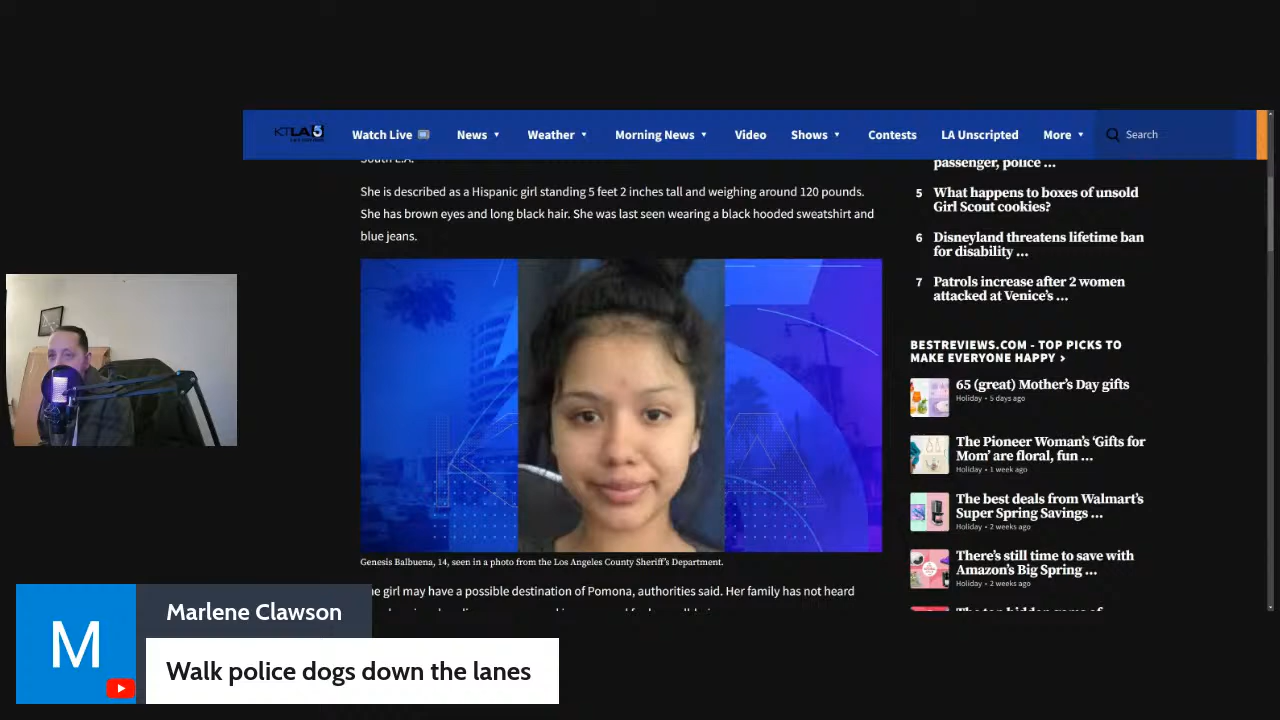 KTLA 5
Watch Live
News
Weather
Morning News
Video
Shows
Contests
LA Unscripted
More
Search
South L.A.
She is described as a Hispanic girl standing 5 feet 2 inches tall and weighing around 120 pounds.
She has brown eyes and long black hair. She was last seen wearing a black hooded sweatshirt and
blue jeans.
Genesis Balbuena, 14, seen in a photo from the Los Angeles County Sheriff's Department.
girl may have a possible destination of Pomona, authorities said. Her family has not heard
passenger, police ...
5 What happens to boxes of unsold
Girl Scout cookies?
6 Disneyland threatens lifetime ban
for disability ...
7 Patrols increase after 2 women
attacked at Venice's ...
BESTREVIEWS.COM - TOP PICKS TO
MAKE EVERYONE HAPPY >
65 (great) Mother's Day gifts
Holiday • 5 days ago
The Pioneer Woman's 'Gifts for
Mom' are floral, fun ...
Holiday • 1 week ago
The best deals from Walmart's
Super Spring Savings ...
Holiday • 2 weeks ago
There's still time to save with
Amazon's Big Spring ...
Holiday • 2 weeks ago
M
Marlene Clawson
Walk police dogs down the lanes